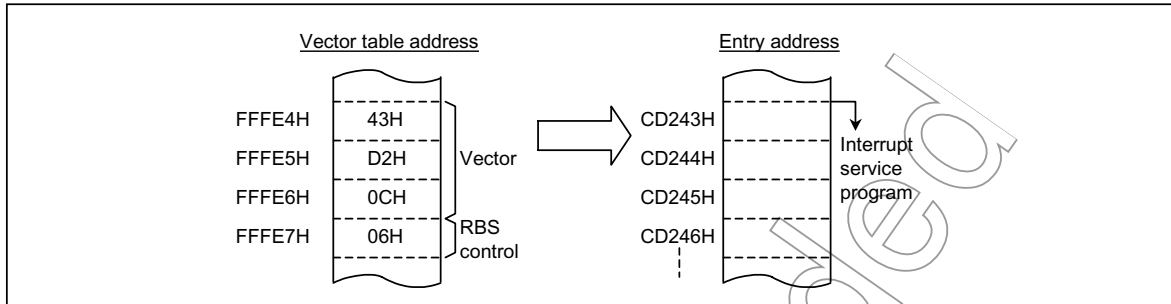 Vector table address
Entry address
FFFE4H 43H
FFFE5H D2H
FFFE6H 0CH
FFFE7H 06H
Vector
RBS
control
CD243H
CD244H
CD245H
CD246H
Interrupt
service
program
ded